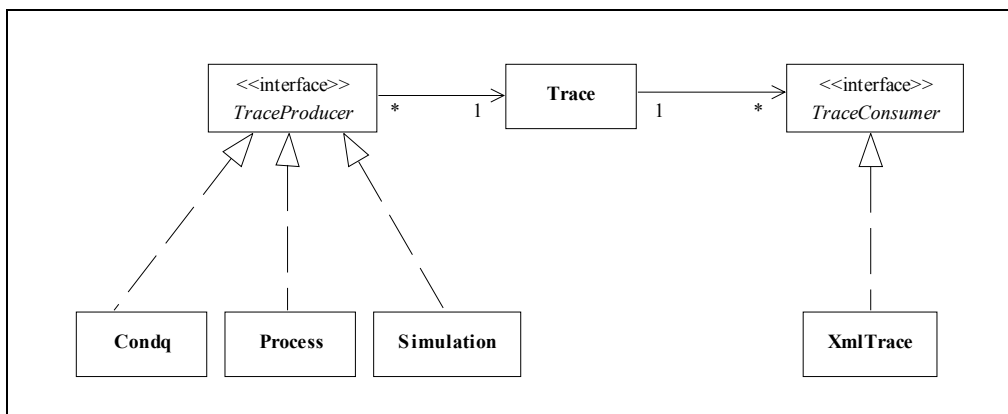 <<interface>>
TraceProducer
*
1
Trace
1
*
<<interface>>
TraceConsumer
Condq
Process
Simulation
XmlTrace